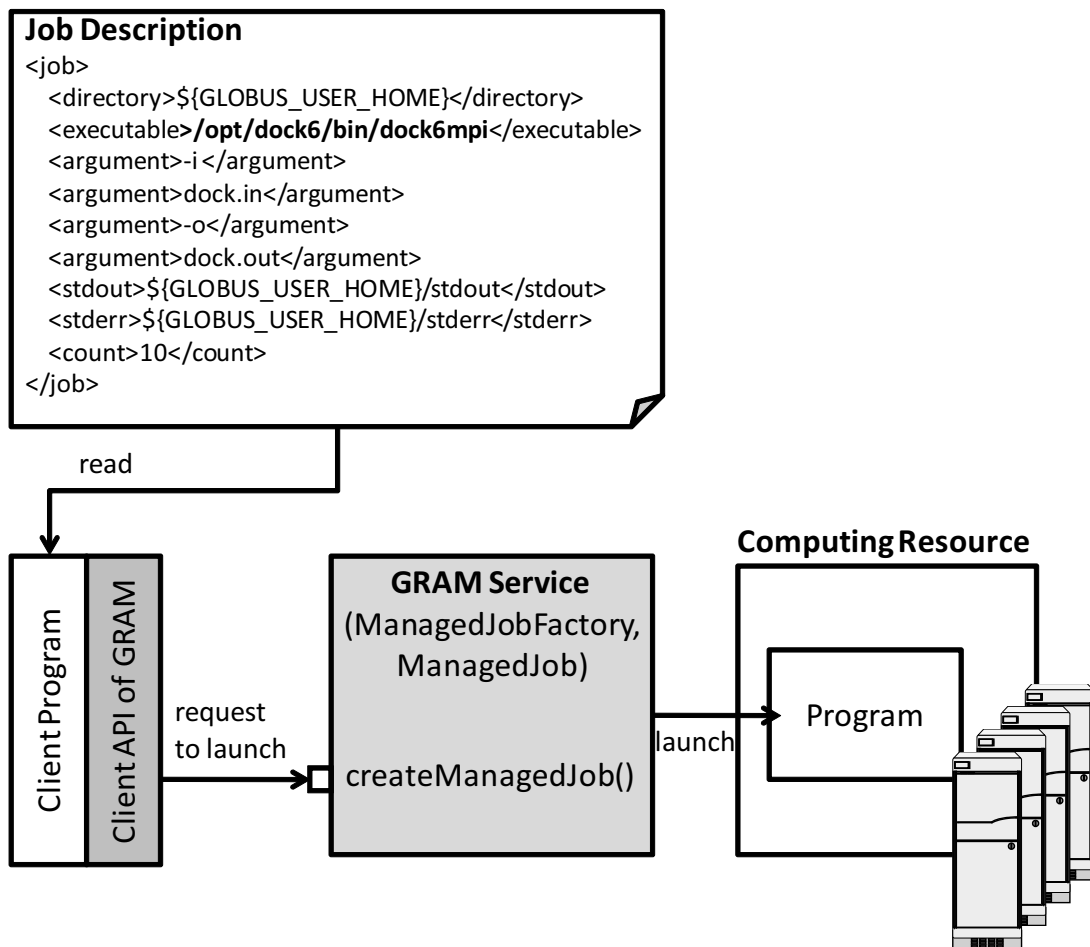 Job Description
<job>
<directory>${GLOBUS_USER_HOME}</directory>
<executable>/opt/dock6/bin/dock6mpi</executable>
<argument>-i </argument>
<argument>dock.in</argument>
<argument>-o</argument>
<argument>dock.out</argument>
<stdout>${GLOBUS_USER_HOME}/stdout</stdout>
<stderr>${GLOBUS_USER_HOME}/stderr</stderr>
<count>10</count>
</job>
read
Client Program
Client API of GRAM
request
to launch
GRAM Service
(ManagedJobFactory,
ManagedJob)
createManagedJob()
launch
Computing Resource
Program